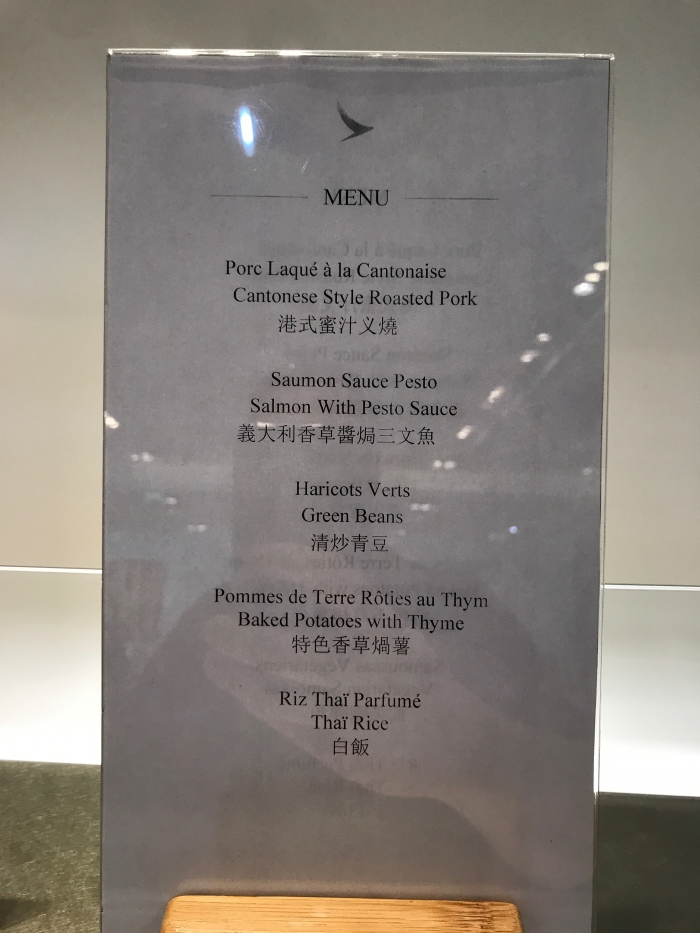 MENU
Porc Laqué à la Cantonaise
Cantonese Style Roasted Pork
港式蜜汁义燒
Saumon Sauce Pesto
Salmon With Pesto Sauce
義大利香草醬焗三文魚
Haricots Verts
Green Beans
清炒青豆
Pommes de Terre Rôties au Thym
Baked Potatoes with Thyme
特色香草焗薯
Riz Thaï Parfumé
Thaï Rice
白飯